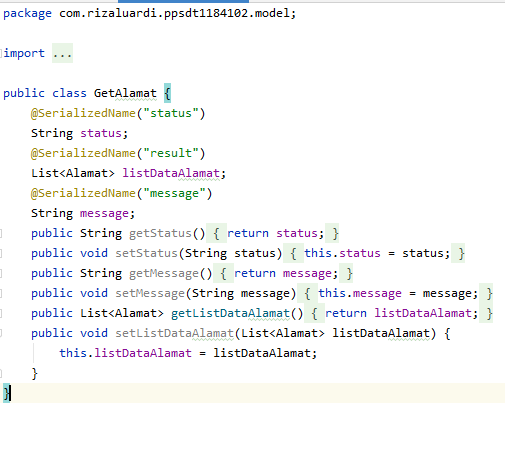 package com.rizaluardi.ppsdt1184102.model;
import ...
public class GetAlamat {
@SerializedName("status")
String status;
@SerializedName("result")
List<Alamat> listDataAlamat;
@SerializedName("message")
String message;
public String getStatus() { return status; }
public void setStatus(String status) { this.status = status; }
public String getMessage() { return message; }
public void setMessage(String message) { this.message = message; }
public List<Alamat> getListDataAlamat() { return listDataAlamat; }
public void setListDataAlamat(List<Alamat> listDataAlamat) {
this.listDataAlamat = listDataAlamat;
}
}